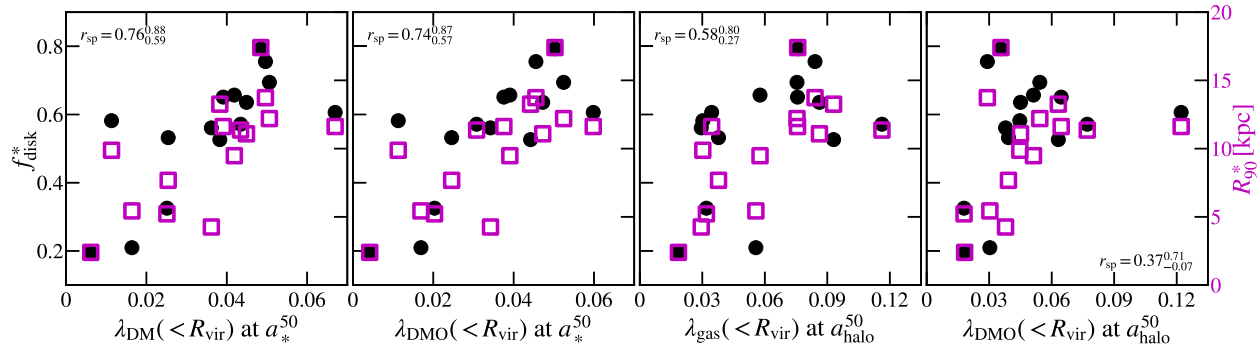 r_sp = 0.76^0.88_0.59
r_sp = 0.74^0.87_0.57
r_sp = 0.58^0.80_0.27
r_sp = 0.37^0.71_−0.07
f^*_disk
0.8
0.6
0.4
0.2
20
15
10
5
0
R^*_90 [kpc]
0 0.02 0.04 0.06
0 0.02 0.04 0.06
0 0.03 0.06 0.09 0.12
0 0.03 0.06 0.09 0.12
λ_DM(<R_vir) at a^50_*
λ_DMO(<R_vir) at a^50_*
λ_gas(<R_vir) at a^50_halo
λ_DMO(<R_vir) at a^50_halo